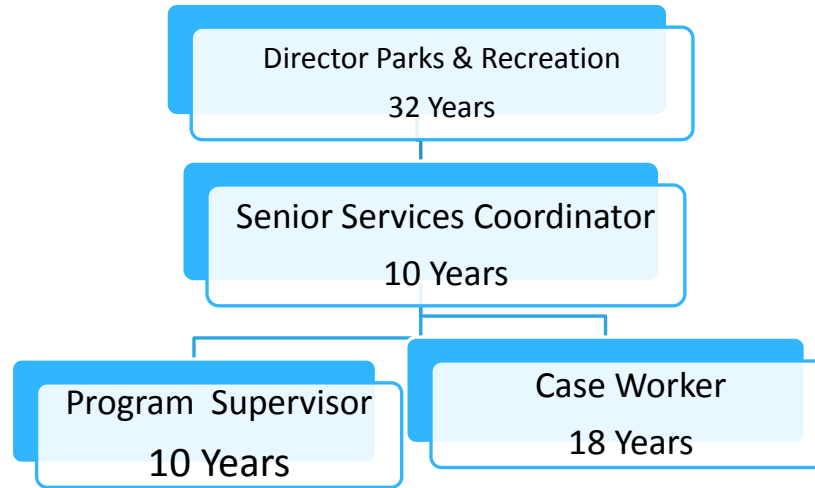 Director Parks & Recreation
32 Years
Senior Services Coordinator
10 Years
Program Supervisor
10 Years
Case Worker
18 Years